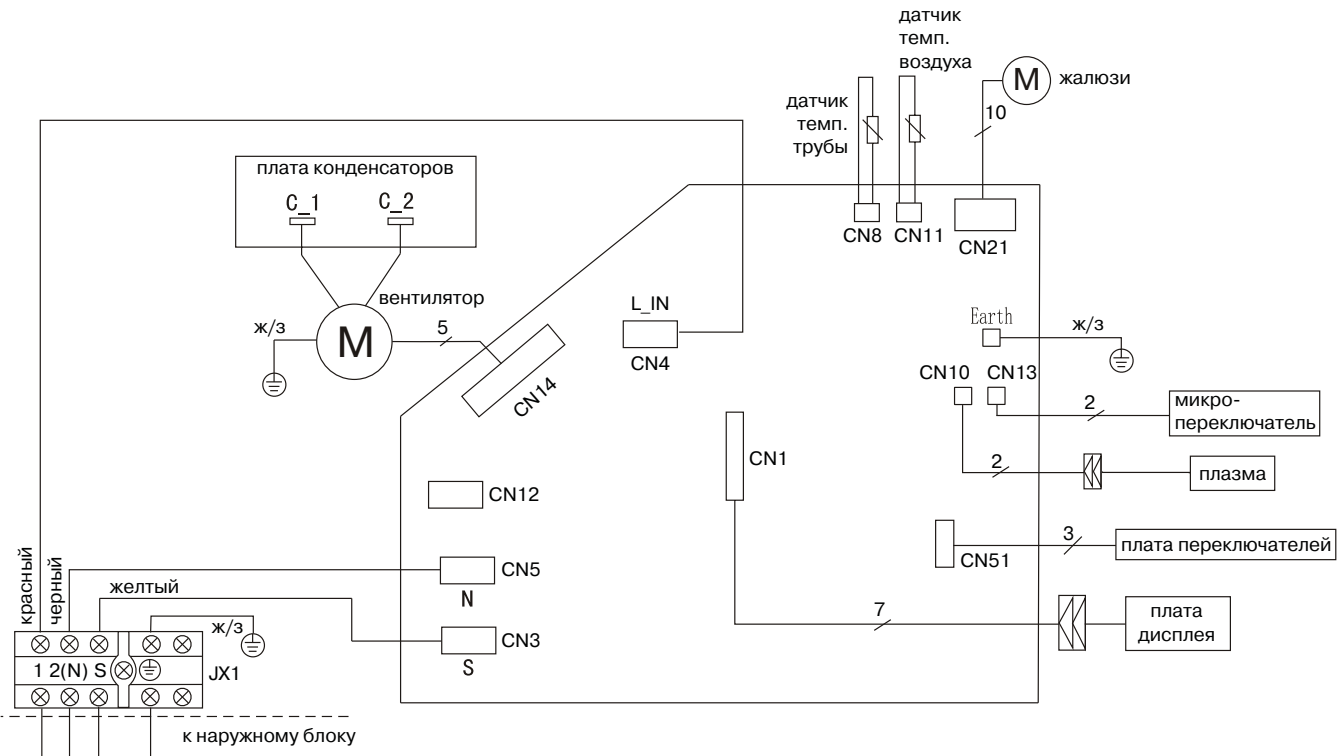 датчик
темп.
воздуха
М
жалюзи
датчик
темп.
трубы
10
плата конденсаторов
C_1
C_2
CN8
CN11
CN21
вентилятор
L_IN
ж/з
М
5
CN4
CN14
Earth
ж/з
CN10
CN13
2
микро-
переключатель
CN1
2
плазма
CN12
3
плата переключателей
CN51
красный
черный
CN5
N
желтый
ж/з
CN3
S
7
плата
дисплея
1 2(N) S
JX1
к наружному блоку